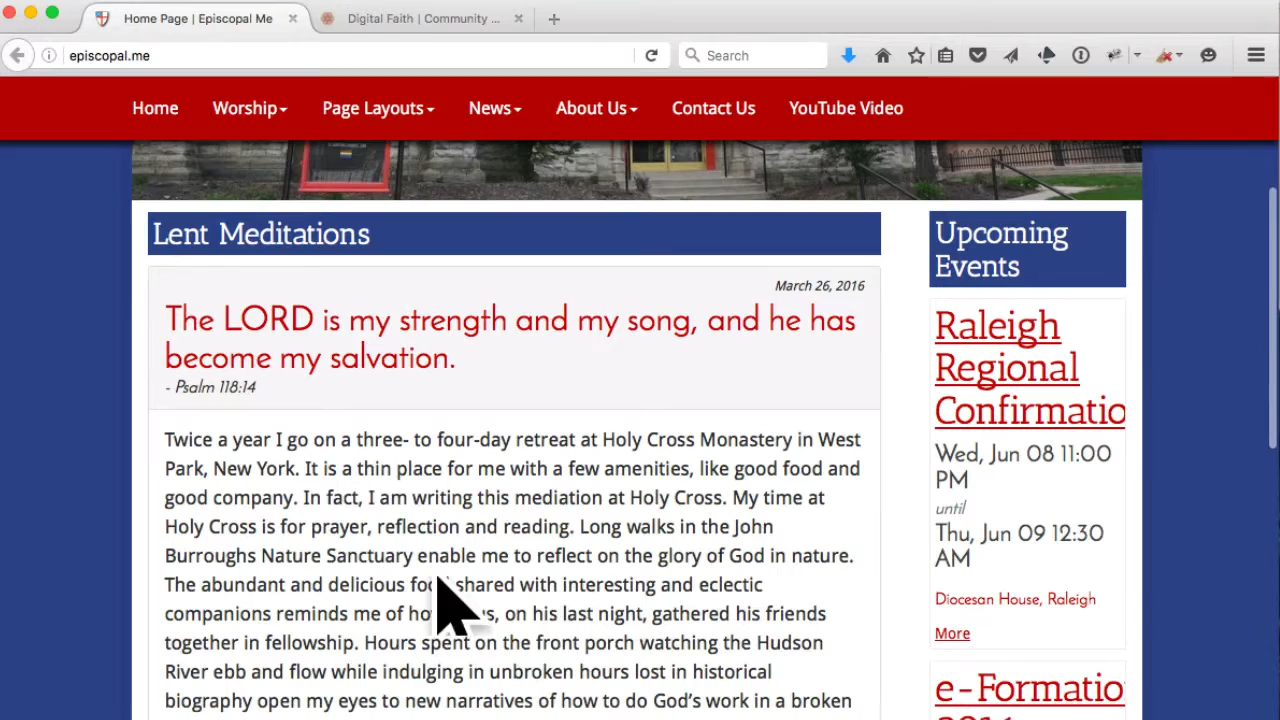 Home Page | Episcopal Me
Digital Faith | Community ...
episcopal.me
Search
Home
Worship
Page Layouts
News
About Us
Contact Us
YouTube Video
Lent Meditations
March 26, 2016
The LORD is my strength and my song, and he has
become my salvation.
- Psalm 118:14
Twice a year I go on a three- to four-day retreat at Holy Cross Monastery in West
Park, New York. It is a thin place for me with a few amenities, like good food and
good company. In fact, I am writing this mediation at Holy Cross. My time at
Holy Cross is for prayer, reflection and reading. Long walks in the John
Burroughs Nature Sanctuary enable me to reflect on the glory of God in nature.
The abundant and delicious shared with interesting and eclectic
companions reminds me of on his last night, gathered his friends
together in fellowship. Hours spent on the front porch watching the Hudson
River ebb and flow while indulging in unbroken hours lost in historical
biography open my eyes to new narratives of how to do God's work in a broken
Upcoming
Events
Raleigh
Regional
Confirmatio
Wed, Jun 08 11:00
PM
until
Thu, Jun 09 12:30
AM
Diocesan House, Raleigh
More
e-Formatio